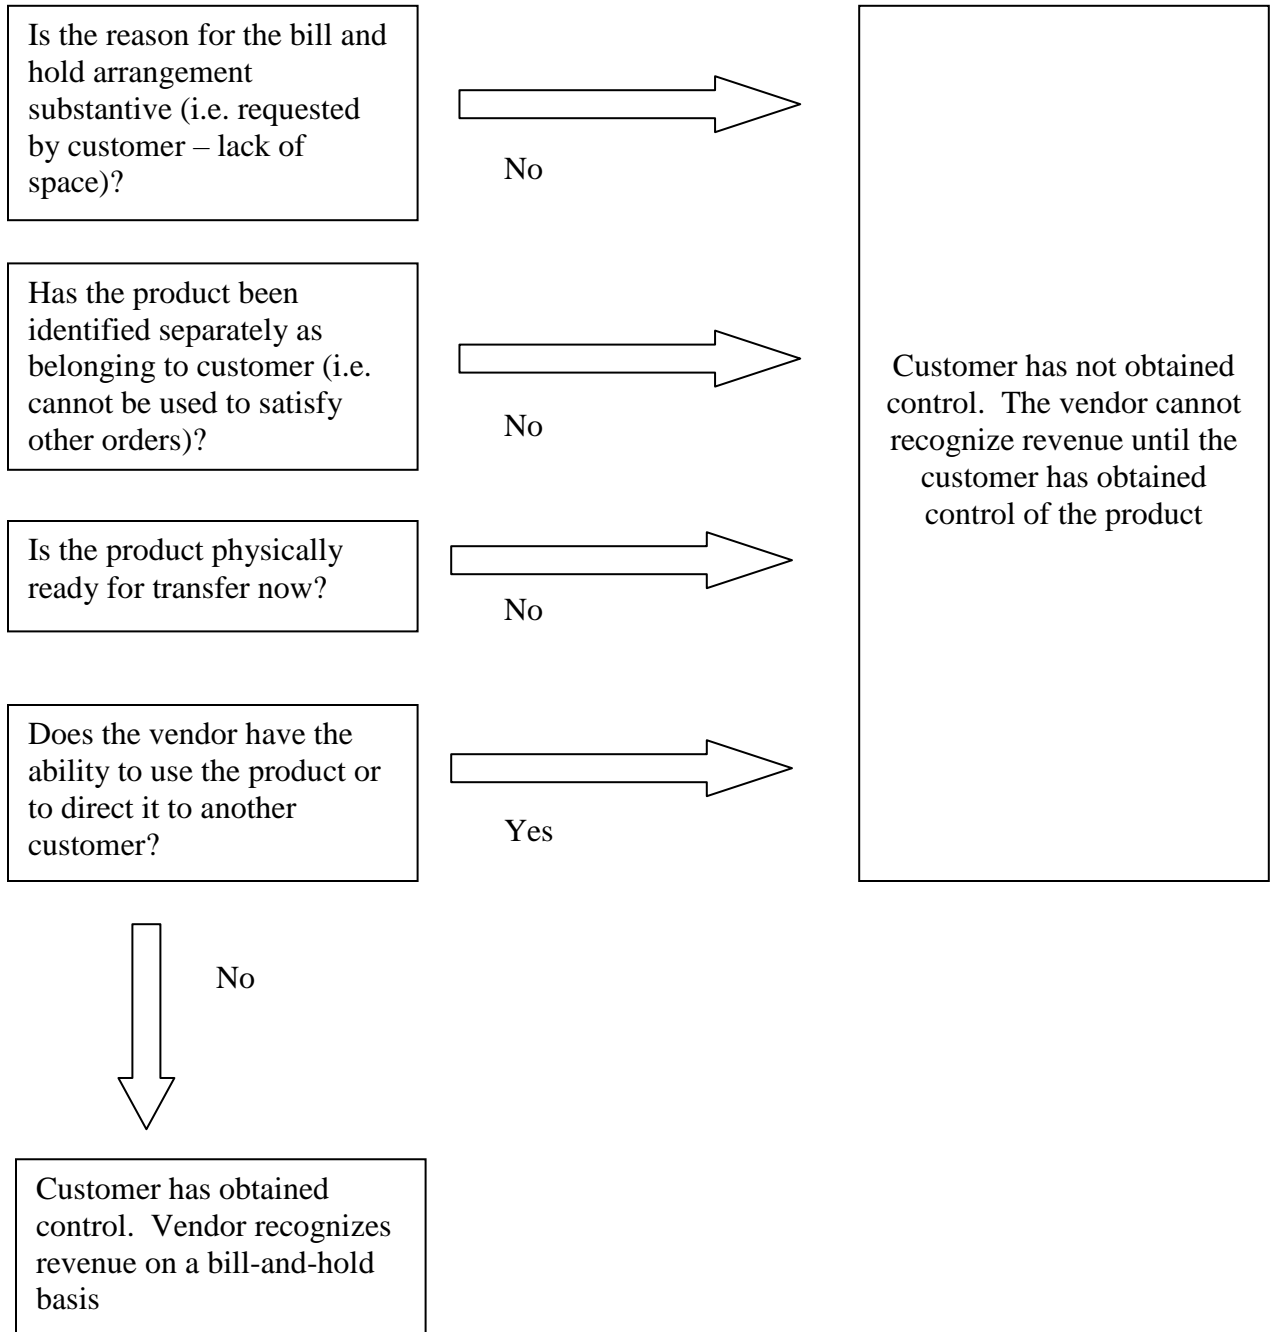 Is the reason for the bill and
hold arrangement
substantive (i.e. requested
by customer – lack of
space)?
No
Has the product been
identified separately as
belonging to customer (i.e.
cannot be used to satisfy
other orders)?
No
Is the product physically
ready for transfer now?
No
Does the vendor have the
ability to use the product or
to direct it to another
customer?
Yes
Customer has not obtained
control.  The vendor cannot
recognize revenue until the
customer has obtained
control of the product
No
Customer has obtained
control.  Vendor recognizes
revenue on a bill-and-hold
basis